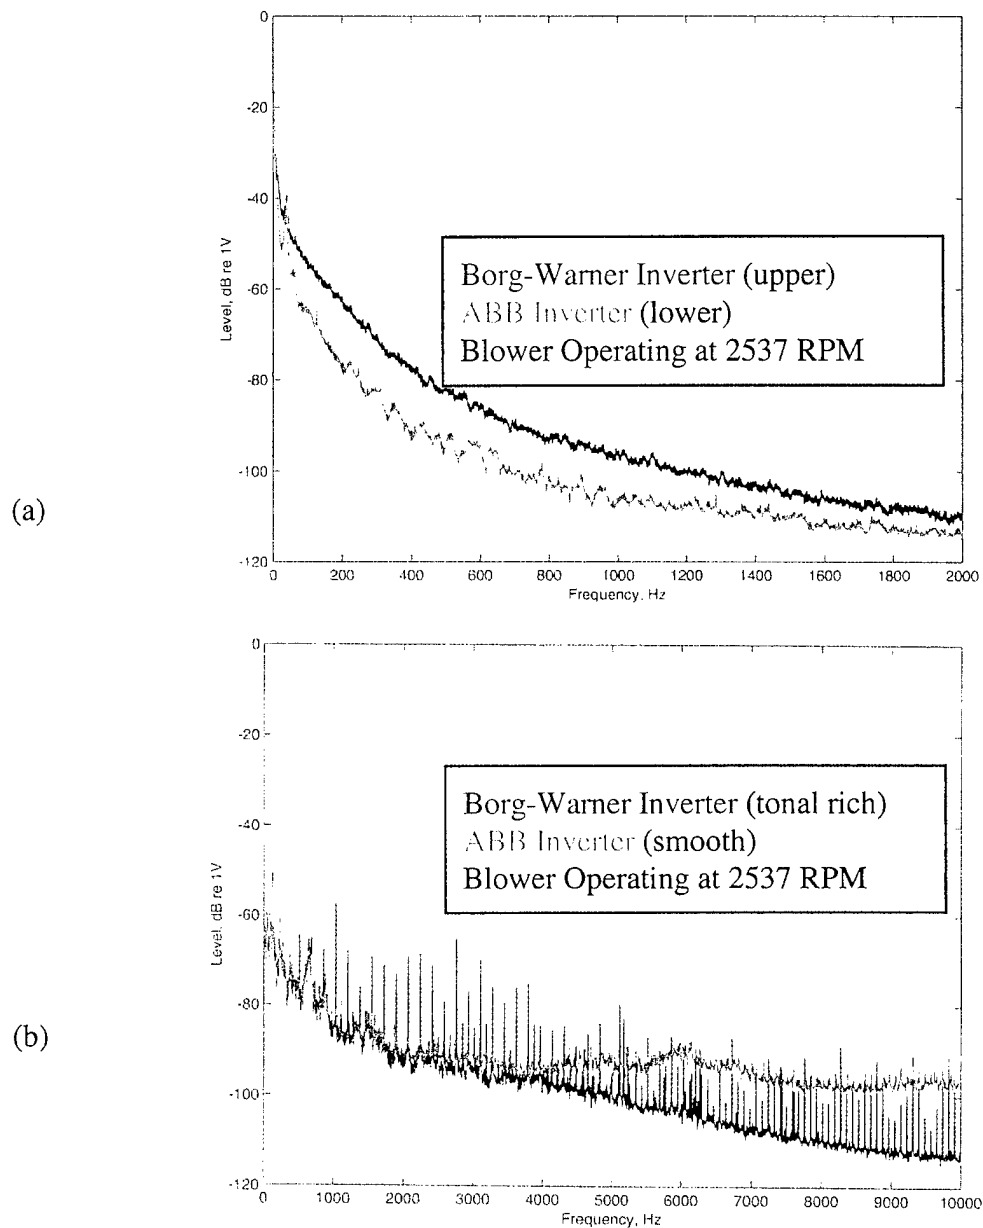 0
-20
-40
-60
-80
-100
-120
Level, dB re 1V
Borg-Warner Inverter (upper)
ABB Inverter (lower)
Blower Operating at 2537 RPM
0 200 400 600 800 1000 1200 1400 1600 1800 2000
Frequency, Hz
(a)
0
-20
-40
-60
-80
-100
-120
Level, dB re 1V
Borg-Warner Inverter (tonal rich)
ABB Inverter (smooth)
Blower Operating at 2537 RPM
0 1000 2000 3000 4000 5000 6000 7000 8000 9000 10000
Frequency, Hz
(b)